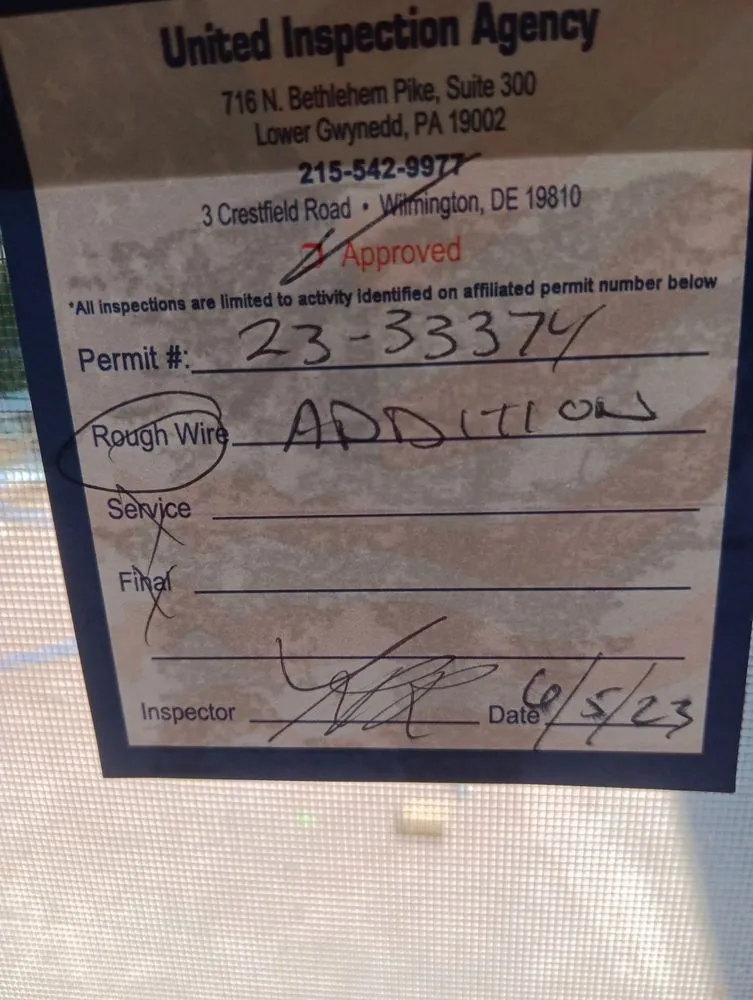 United Inspection Agency
716 N. Bethlehem Pike, Suite 300
Lower Gwynedd, PA 19002
215-542-9977
3 Crestfield Road • Wilmington, DE 19810
Approved
*All inspections are limited to activity identified on affiliated permit number below
Permit #: 23-33374
Rough Wire ADDITION
Service
Final
Inspector Date 6/5/23